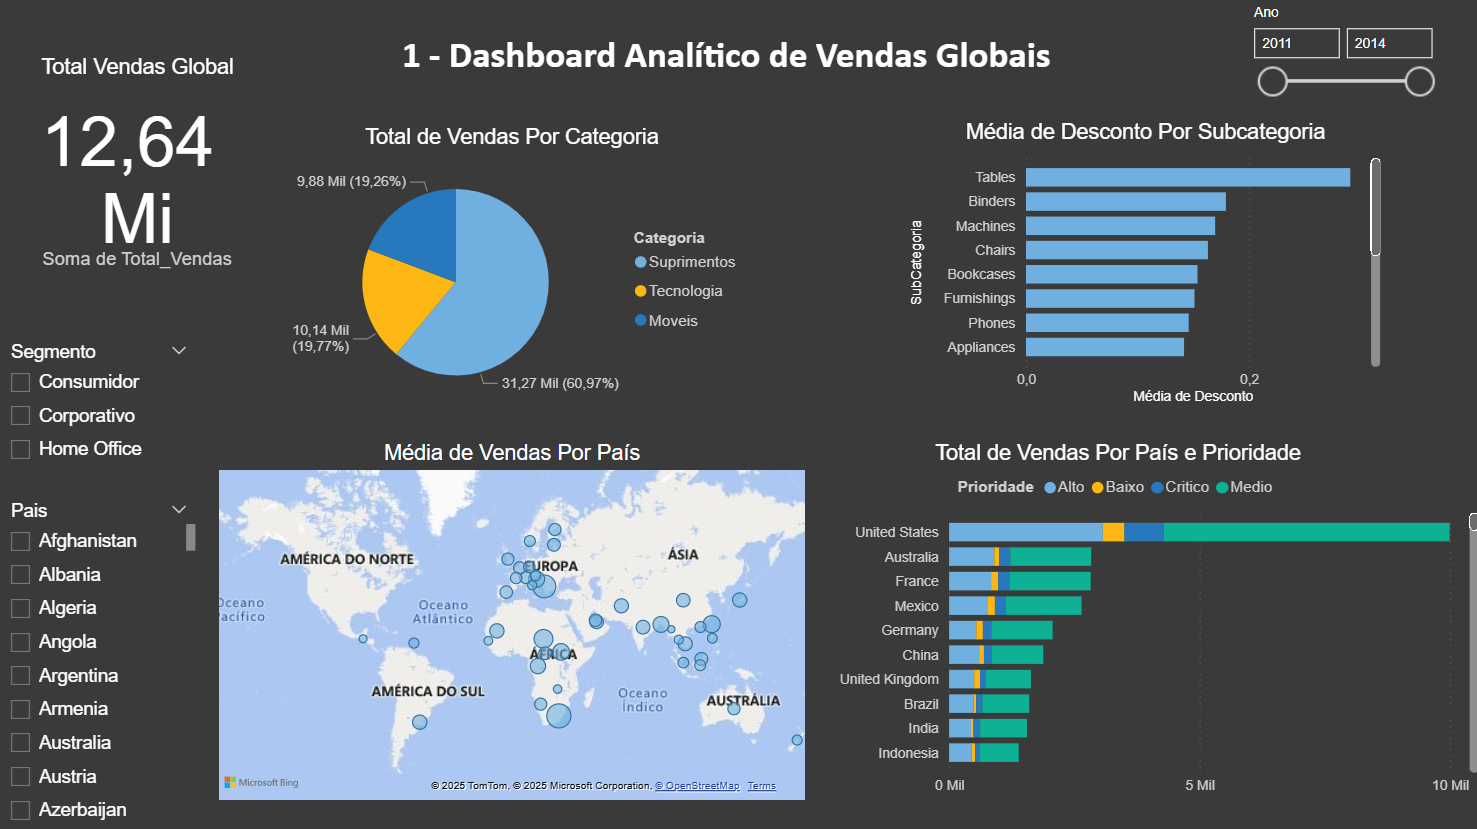 1 - Dashboard Analítico de Vendas Globais
Ano
2011
2014
Total Vendas Global
12,64
Mi
Soma de Total_Vendas
Total de Vendas Por Categoria
9,88 Mil (19,26%)
10,14 Mil
(19,77%)
31,27 Mil (60,97%)
Categoria
Suprimentos
Tecnologia
Moveis
Média de Desconto Por Subcategoria
SubCategoria
Tables
Binders
Machines
Chairs
Bookcases
Furnishings
Phones
Appliances
0,0
0,2
Média de Desconto
Segmento
Consumidor
Corporativo
Home Office
Pais
Afghanistan
Albania
Algeria
Angola
Argentina
Armenia
Australia
Austria
Azerbaijan
Média de Vendas Por País
AMÉRICA DO NORTE
EUROPA
ÁSIA
Oceano
Pacífico
Oceano
Atlântico
ÁFRICA
AMÉRICA DO SUL
Oceano
Índico
AUSTRÁLIA
Microsoft Bing
© 2025 TomTom, © 2025 Microsoft Corporation, © OpenStreetMap Terms
Total de Vendas Por País e Prioridade
Prioridade Alto Baixo Critico Medio
United States
Australia
France
Mexico
Germany
China
United Kingdom
Brazil
India
Indonesia
0 Mil
5 Mil
10 Mil